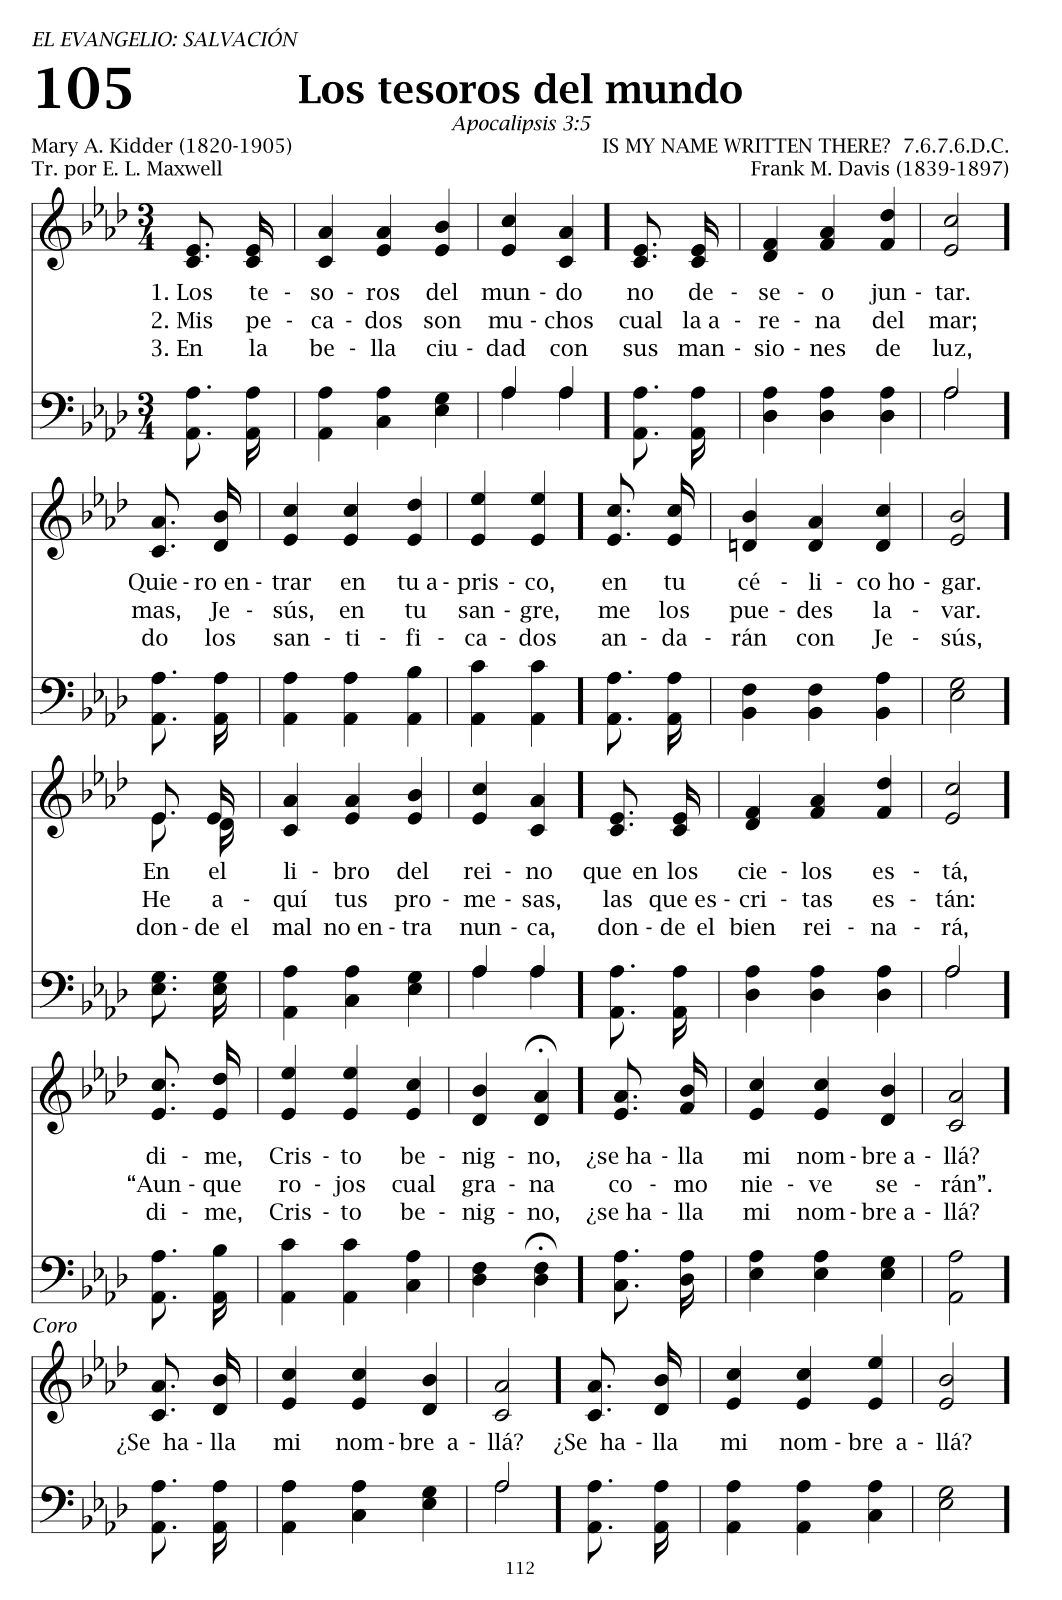 EL EVANGELIO: SALVACIÓN
105
Los tesoros del mundo
Apocalipsis 3:5
Mary A. Kidder (1820-1905)
IS MY NAME WRITTEN THERE? 7.6.7.6.D.C.
Tr. por E. L. Maxwell
Frank M. Davis (1839-1897)
3
4
1. Los te - so - ros del mun - do no de - se - o jun - tar.
2. Mis pe - ca - dos son mu - chos cual la a - re - na del mar;
3. En la be - lla ciu - dad con sus man - sio - nes de luz,
3
4
Quie - ro en - trar en tu a - pris - co, en tu cé - li - co ho - gar.
mas, Je - sús, en tu san - gre, me los pue - des la - var.
do los san - ti - fi - ca - dos an - da - rán con Je - sús,
En el li - bro del rei - no que en los cie - los es - tá,
He a - quí tus pro - me - sas, las que es - cri - tas es - tán:
don - de el mal no en - tra nun - ca, don - de el bien rei - na - rá,
di - me, Cris - to be - nig - no, ¿se ha - lla mi nom - bre a - llá?
“Aun - que ro - jos cual gra - na co - mo nie - ve se - rán”.
di - me, Cris - to be - nig - no, ¿se ha - lla mi nom - bre a - llá?
Coro
¿Se ha - lla mi nom - bre a - llá? ¿Se ha - lla mi nom - bre a - llá?
112